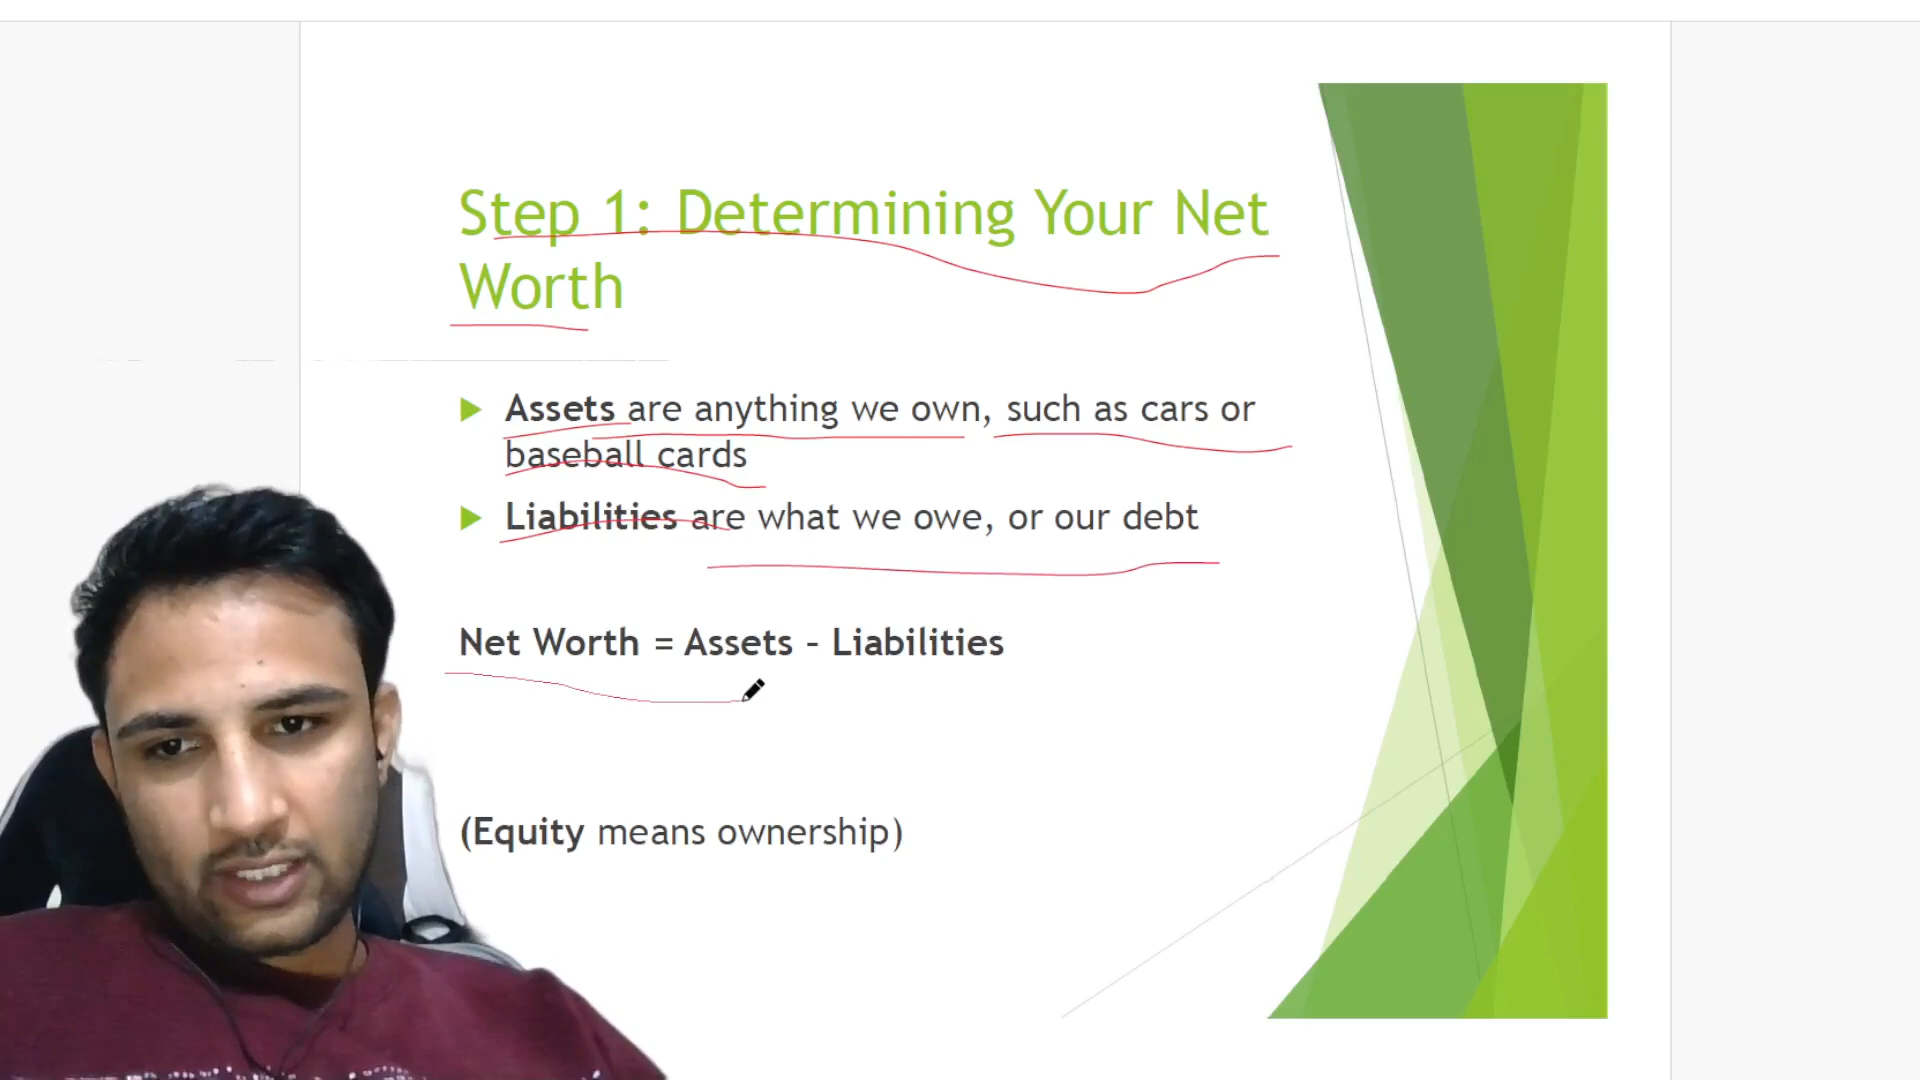 Step 1: Determining Your Net
Worth
Assets are anything we own, such as cars or
baseball cards
Liabilities are what we owe, or our debt
Net Worth = Assets – Liabilities
(Equity means ownership)